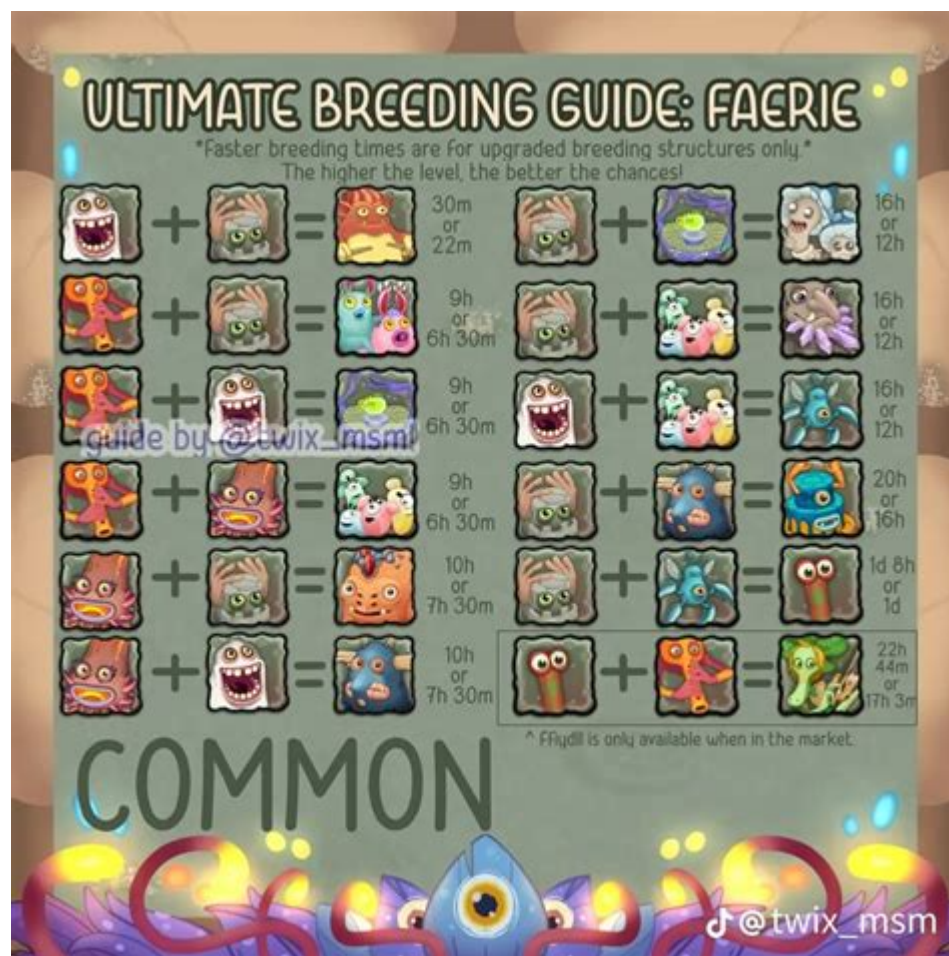 ULTIMATE BREEDING GUIDE: FAERIE
*Faster breeding times are for upgraded breeding structures only.*
The higher the level, the better the chances!
30m
or
22m
16h
or
12h
9h
or
6h 30m
16h
or
12h
9h
or
6h 30m
16h
or
12h
guide by @twix_msm!
9h
or
6h 30m
20h
or
16h
10h
or
7h 30m
1d 8h
or
1d
10h
or
7h 30m
22h
44m
or
17h 3m
^ Ffidyll is only available when in the market.
COMMON
@twix_msm